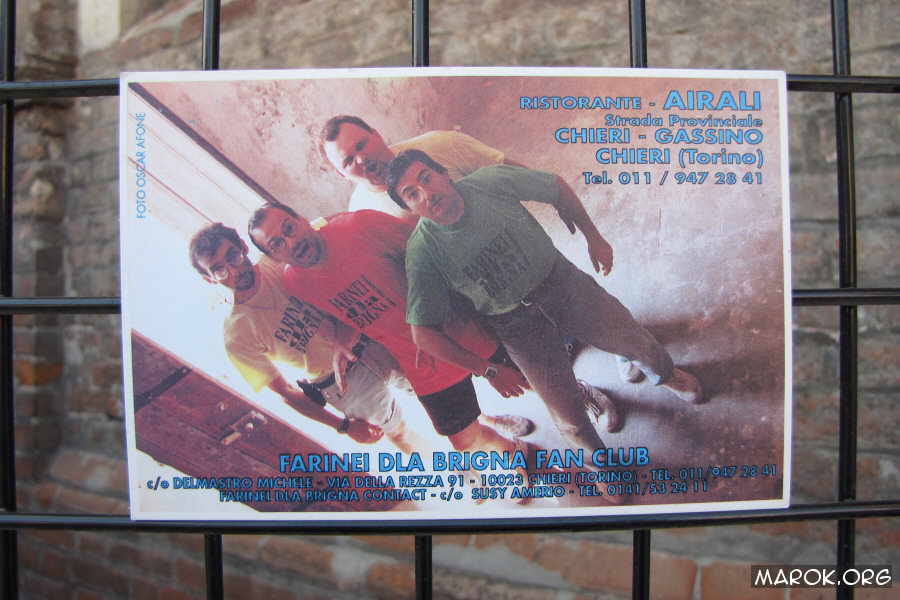 FOTO OSCAR AFONE
RISTORANTE - AIRALI
Strada Provinciale
CHIERI - GASSINO
CHIERI (Torino)
Tel. 011 / 947 28 41
FARINEI
dla
BRIGNA
FARINEI
dla
BRIGNA
FARINEI
dla
BRIGNA
FARINEI DLA BRIGNA FAN CLUB
c/o DELMASTRO MICHELE - VIA DELLA REZZA 91 - 10023 CHIERI (TORINO) - TEL. 011/947 28 41
FARINEI DLA BRIGNA CONTACT - c/o SUSY AMERIO - TEL. 0141/53 24 11
MAROK.ORG